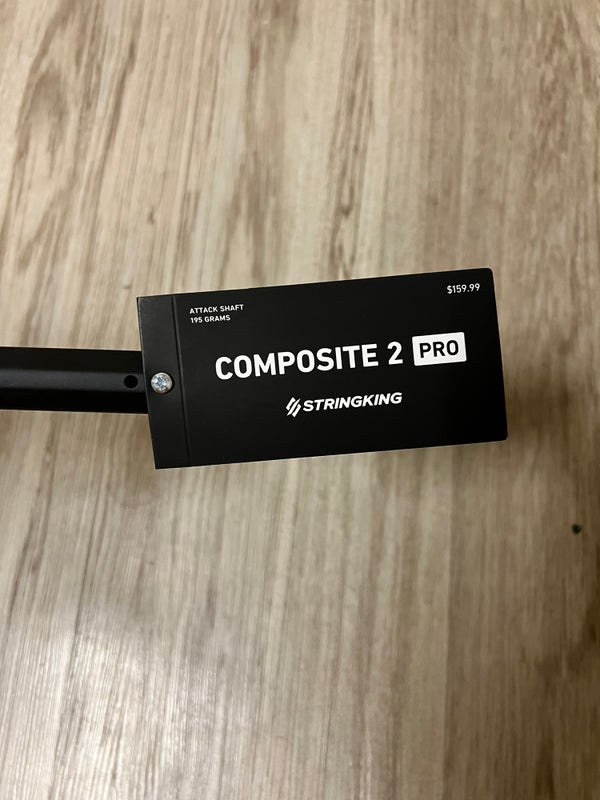 ATTACK SHAFT
195 GRAMS
$159.99
COMPOSITE 2 PRO
STRINGKING